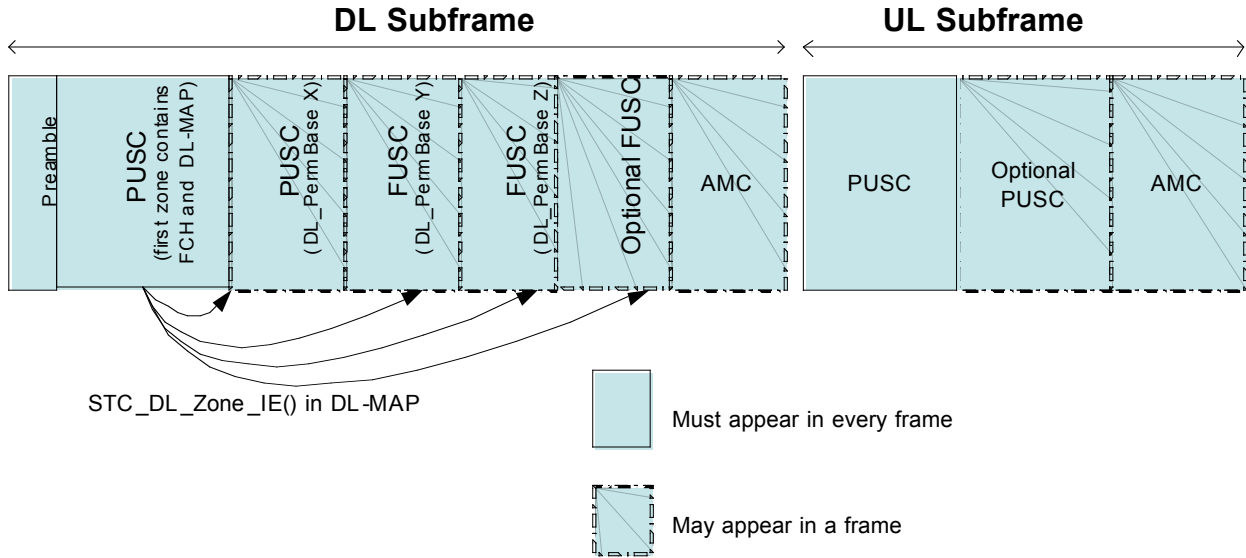 DL Subframe
UL Subframe
Preamble
PUSC
(first zone contains
FCH and DL-MAP)
PUSC
(DL_PermBase X)
FUSC
(DL_PermBase Y)
FUSC
(DL_PermBase Z)
Optional FUSC
AMC
PUSC
Optional
PUSC
AMC
STC_DL_Zone_IE() in DL-MAP
Must appear in every frame
May appear in a frame